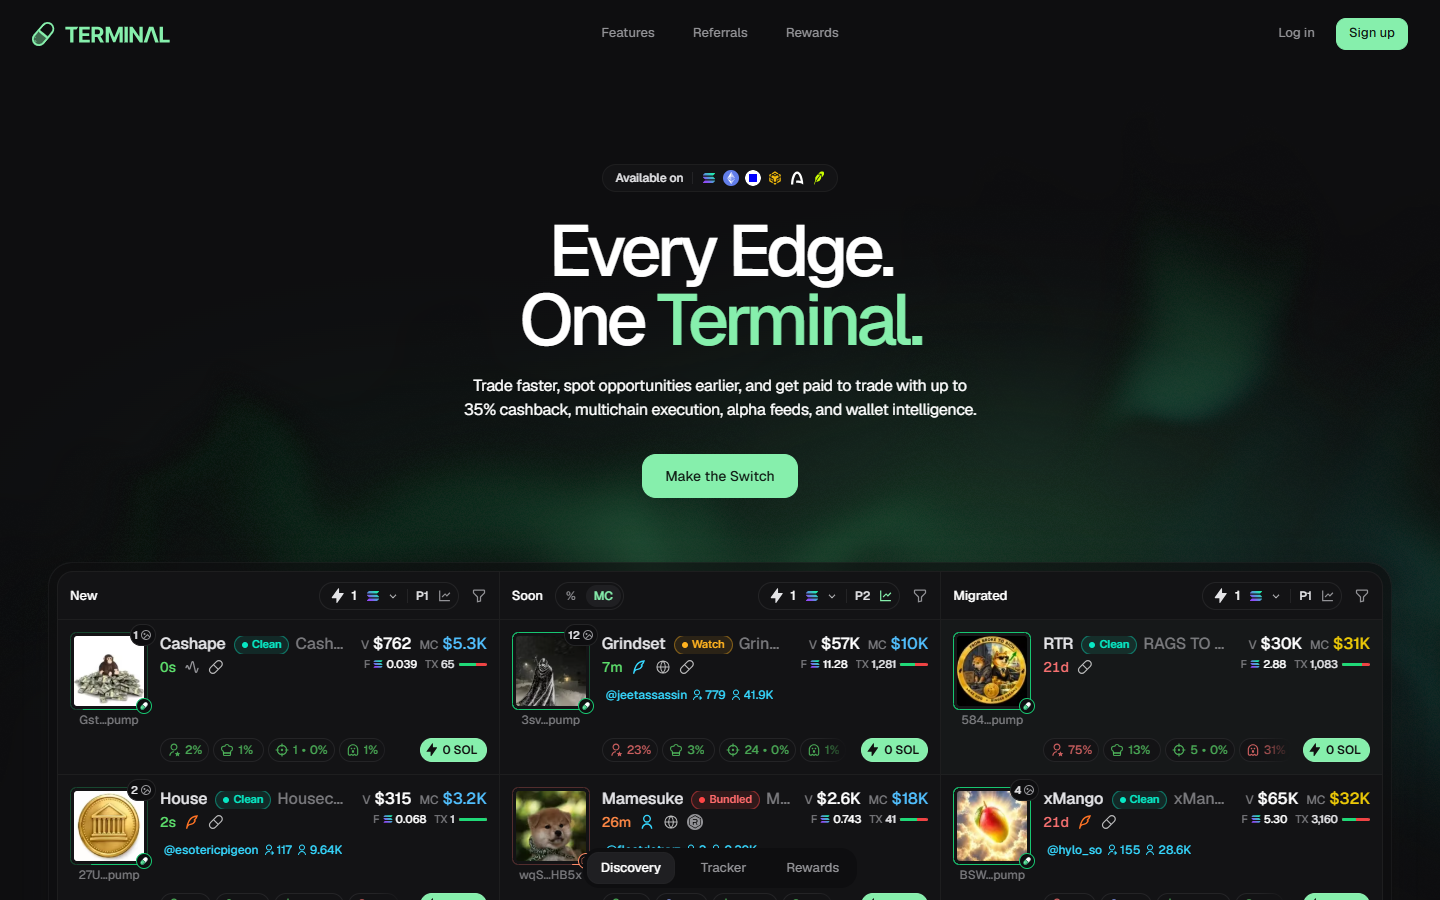 TERMINAL
Features
Referrals
Rewards
Log in
Sign up
Available on
Every Edge.
One Terminal.
Trade faster, spot opportunities earlier, and get paid to trade with up to
35% cashback, multichain execution, alpha feeds, and wallet intelligence.
Make the Switch
New
1
P1
Soon
%
MC
1
P2
Migrated
1
P1
1
Cashape
Clean
Cash...
V $762 MC $5.3K
0s
F 0.039 TX 65
Gst...pump
2%
1%
1 • 0%
1%
0 SOL
12
Grindset
Watch
Grin...
V $57K MC $10K
7m
F 11.28 TX 1,281
@jeetassassin 779 41.9K
3sv...pump
23%
3%
24 • 0%
1%
0 SOL
RTR
Clean
RAGS TO ...
V $30K MC $31K
21d
F 2.88 TX 1,083
584...pump
75%
13%
5 • 0%
31%
0 SOL
2
House
Clean
Housec...
V $315 MC $3.2K
2s
F 0.068 TX 1
@esotericpigeon 117 9.64K
27U...pump
Mamesuke
Bundled
M...
V $2.6K MC $18K
26m
F 0.743 TX 41
wqS...HB5x
4
xMango
Clean
xMan...
V $65K MC $32K
21d
F 5.30 TX 3,160
@hylo_so 155 28.6K
BSW...pump
Discovery
Tracker
Rewards